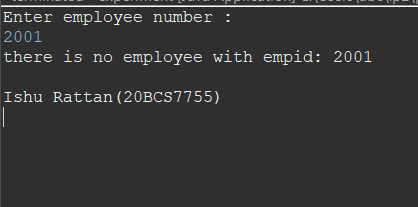 Enter employee number :
2001
there is no employee with empid: 2001
Ishu Rattan(20BCS7755)